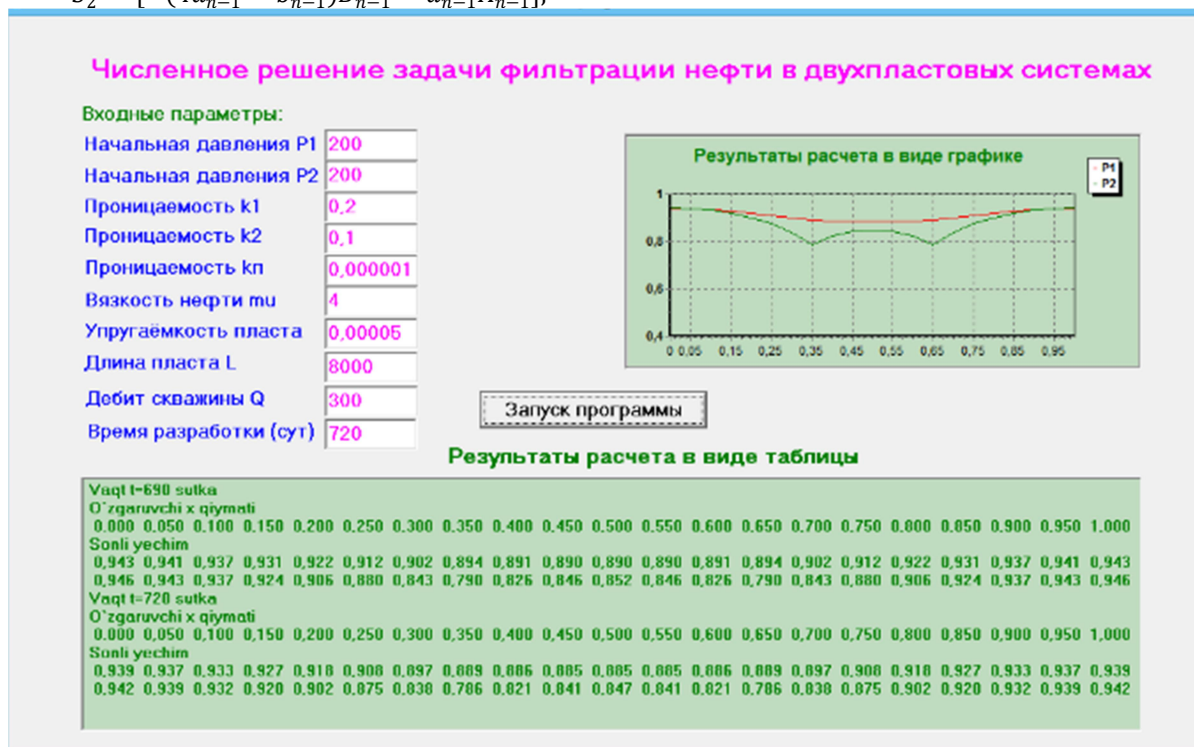 Численное решение задачи фильтрации нефти в двухпластовых системах
Входные параметры:
Начальная давления P1 200
Начальная давления P2 200
Проницаемость k1 0,2
Проницаемость k2 0,1
Проницаемость kп 0,000001
Вязкость нефти mu 4
Упругаёмкость пласта 0,00005
Длина пласта L 8000
Дебит скважины Q 300
Время разработки (сут) 720
Результаты расчета в виде графике
P1
P2
1
0,8
0,6
0,4
0 0,05 0,15 0,25 0,35 0,45 0,55 0,65 0,75 0,85 0,95
Запуск программы
Результаты расчета в виде таблицы
Vaqt t=690 sutka
O`zgaruvchi x qiymati
0,000 0,050 0,100 0,150 0,200 0,250 0,300 0,350 0,400 0,450 0,500 0,550 0,600 0,650 0,700 0,750 0,800 0,850 0,900 0,950 1,000
Sonli yechim
0,943 0,941 0,937 0,931 0,922 0,912 0,902 0,894 0,891 0,890 0,890 0,890 0,891 0,894 0,902 0,912 0,922 0,931 0,937 0,941 0,943
0,946 0,943 0,937 0,924 0,906 0,880 0,843 0,790 0,826 0,846 0,852 0,846 0,826 0,790 0,843 0,880 0,906 0,924 0,937 0,943 0,946
Vaqt t=720 sutka
O`zgaruvchi x qiymati
0,000 0,050 0,100 0,150 0,200 0,250 0,300 0,350 0,400 0,450 0,500 0,550 0,600 0,650 0,700 0,750 0,800 0,850 0,900 0,950 1,000
Sonli yechim
0,939 0,937 0,933 0,927 0,918 0,908 0,897 0,889 0,886 0,885 0,885 0,885 0,886 0,889 0,897 0,908 0,918 0,927 0,933 0,937 0,939
0,942 0,939 0,932 0,920 0,902 0,875 0,838 0,786 0,821 0,841 0,847 0,841 0,821 0,786 0,838 0,875 0,902 0,920 0,932 0,939 0,942